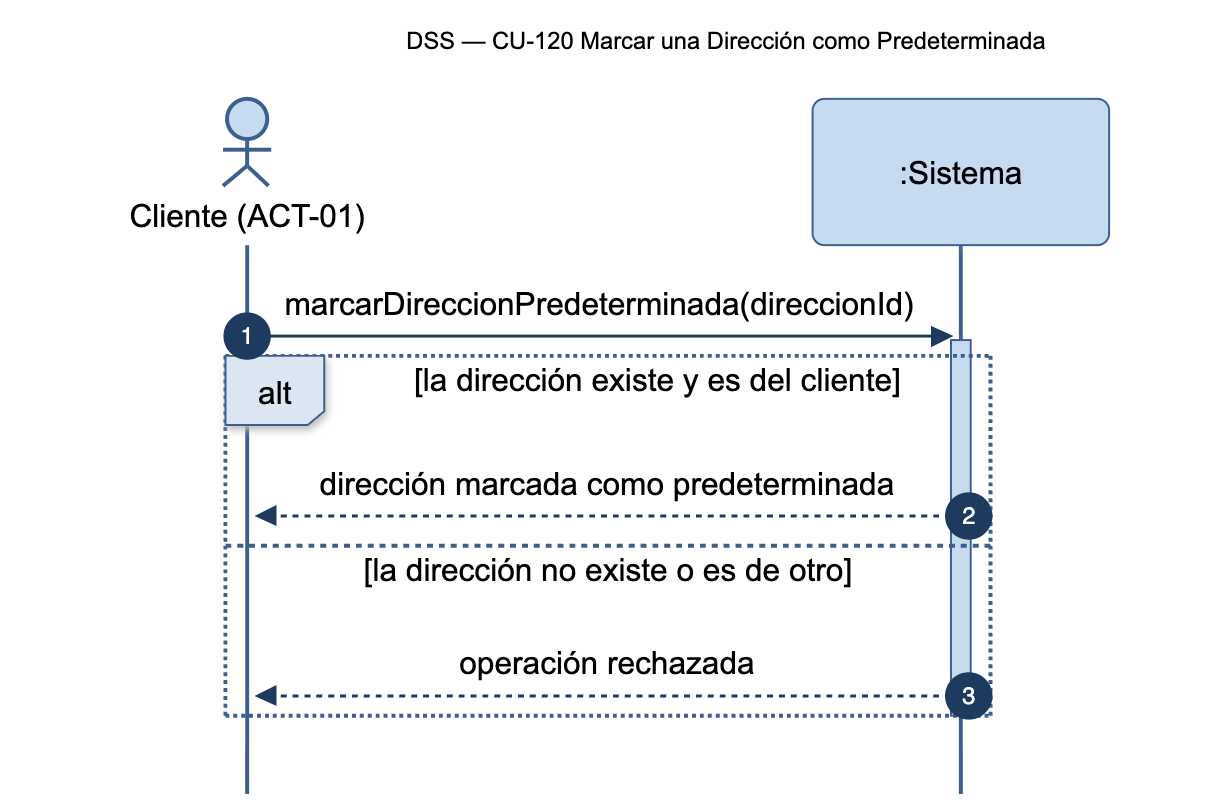 DSS — CU-120 Marcar una Dirección como Predeterminada
Cliente (ACT-01)
:Sistema
marcarDireccionPredeterminada(direccionId)
1
alt
[la dirección existe y es del cliente]
dirección marcada como predeterminada
2
[la dirección no existe o es de otro]
operación rechazada
3